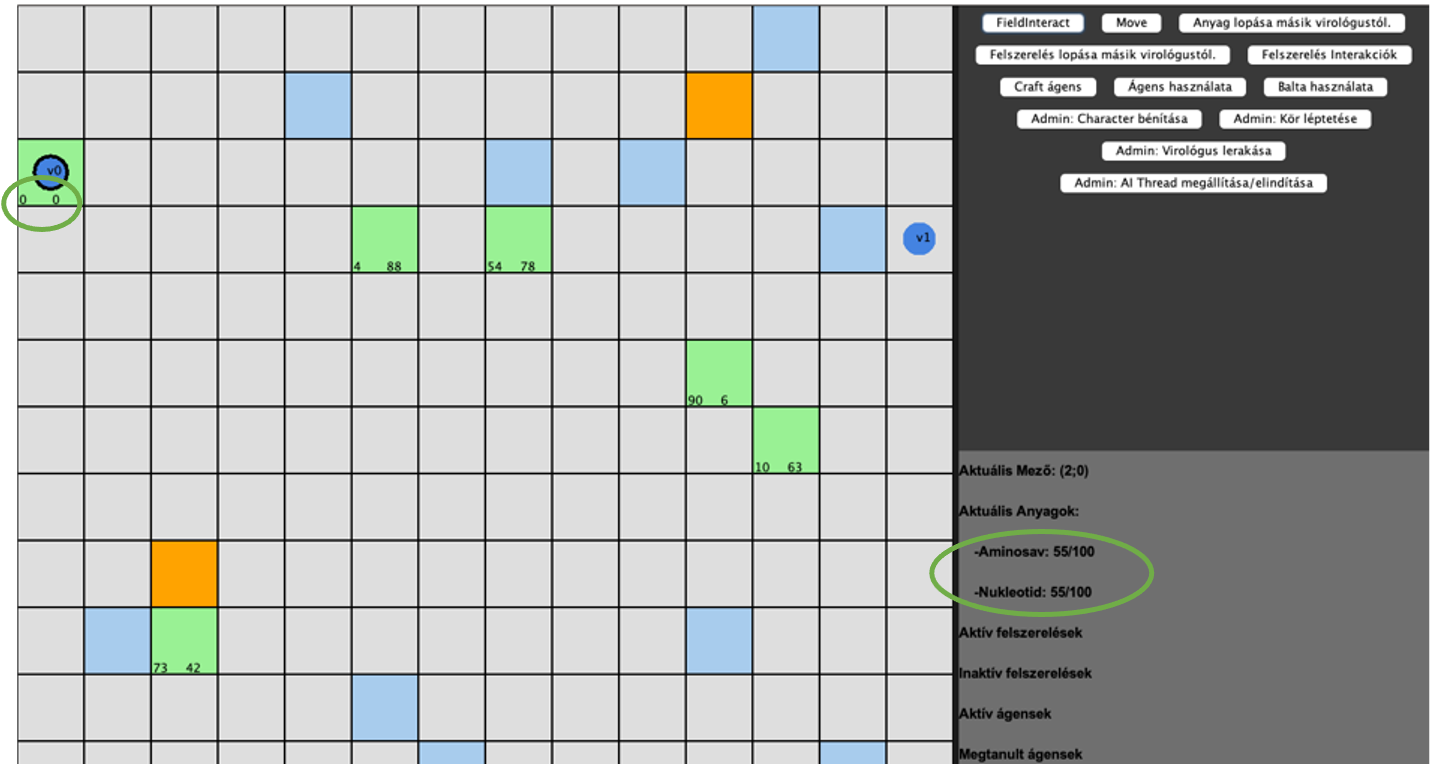 FieldInteract Move Anyag lopása másik virológustól.
Felszerelés lopása másik virológustól. Felszerelés Interakciók
Craft ágens Ágens használata Balta használata
Admin: Character bénítása Admin: Kör léptetése
Admin: Virológus lerakása
Admin: AI Thread megállítása/elindítása
v0
0 0
v1
4 88 54 78
90 6
10 63
73 42
Aktuális Mező: (2;0)
Aktuális Anyagok:
-Aminosav: 55/100
-Nukleotid: 55/100
Aktív felszerelések
Inaktív felszerelések
Aktív ágensek
Megtanult ágensek